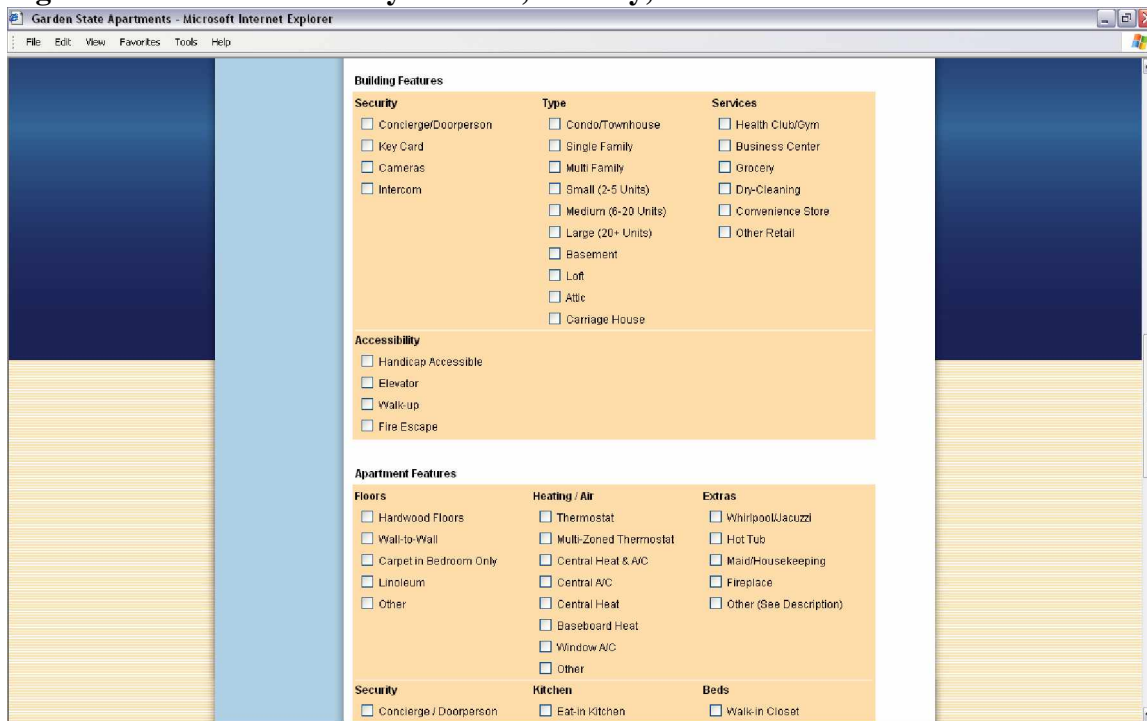 Garden State Apartments - Microsoft Internet Explorer
File Edit View Favorites Tools Help
Building Features
Security Type Services
Concierge/Doorperson Condo/Townhouse Health Club/Gym
Key Card Single Family Business Center
Cameras Multi Family Grocery
Intercom Small (2-5 Units) Dry-Cleaning
Medium (6-20 Units) Convenience Store
Large (20+ Units) Other Retail
Basement
Loft
Attic
Carriage House
Accessibility
Handicap Accessible
Elevator
Walk-up
Fire Escape
Apartment Features
Floors Heating / Air Extras
Hardwood Floors Thermostat Whirlpool/Jacuzzi
Wall-to-Wall Multi-Zoned Thermostat Hot Tub
Carpet in Bedroom Only Central Heat & A/C Maid/Housekeeping
Linoleum Central A/C Fireplace
Other Central Heat Other (See Description)
Baseboard Heat
Window A/C
Other
Security Kitchen Beds
Concierge / Doorperson Eat-in Kitchen Walk-in Closet